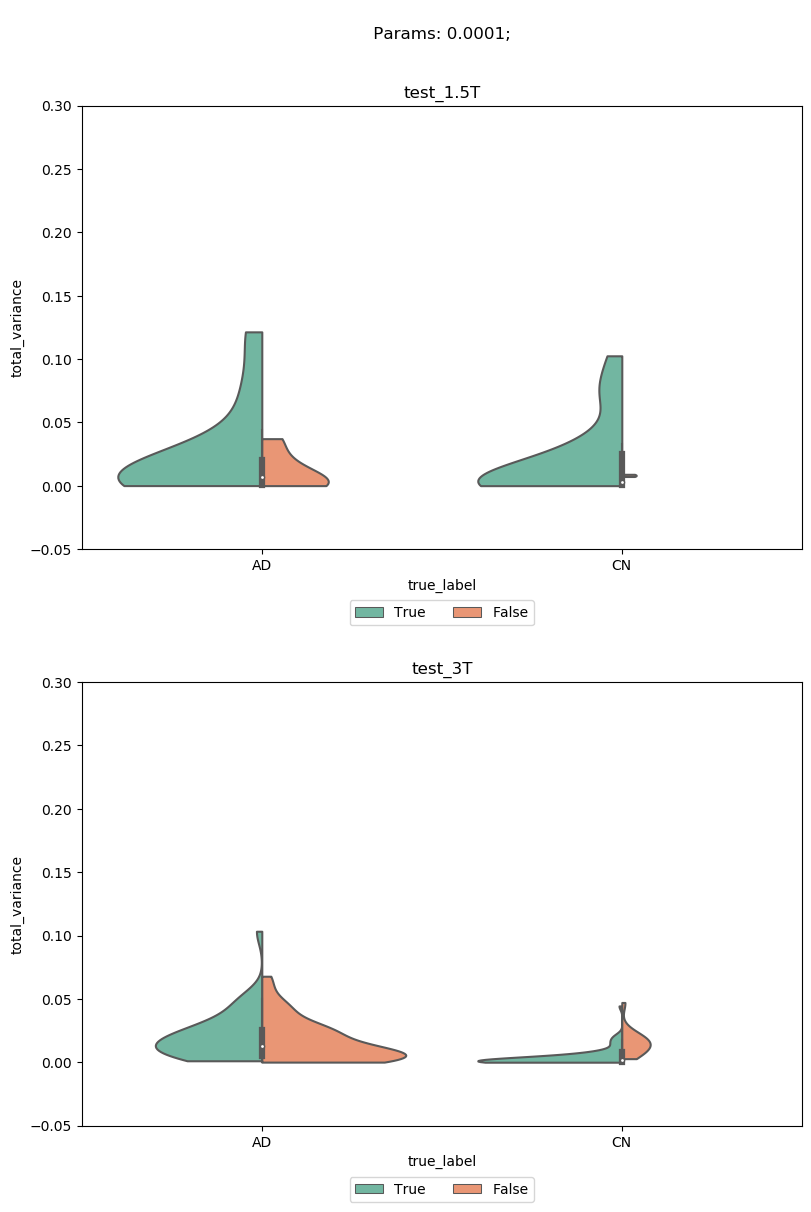 Params: 0.0001;
test_1.5T
0.30
0.25
0.20
0.15
0.10
0.05
0.00
−0.05
total_variance
AD
CN
true_label
True
False
test_3T
0.30
0.25
0.20
0.15
0.10
0.05
0.00
−0.05
total_variance
AD
CN
true_label
True
False